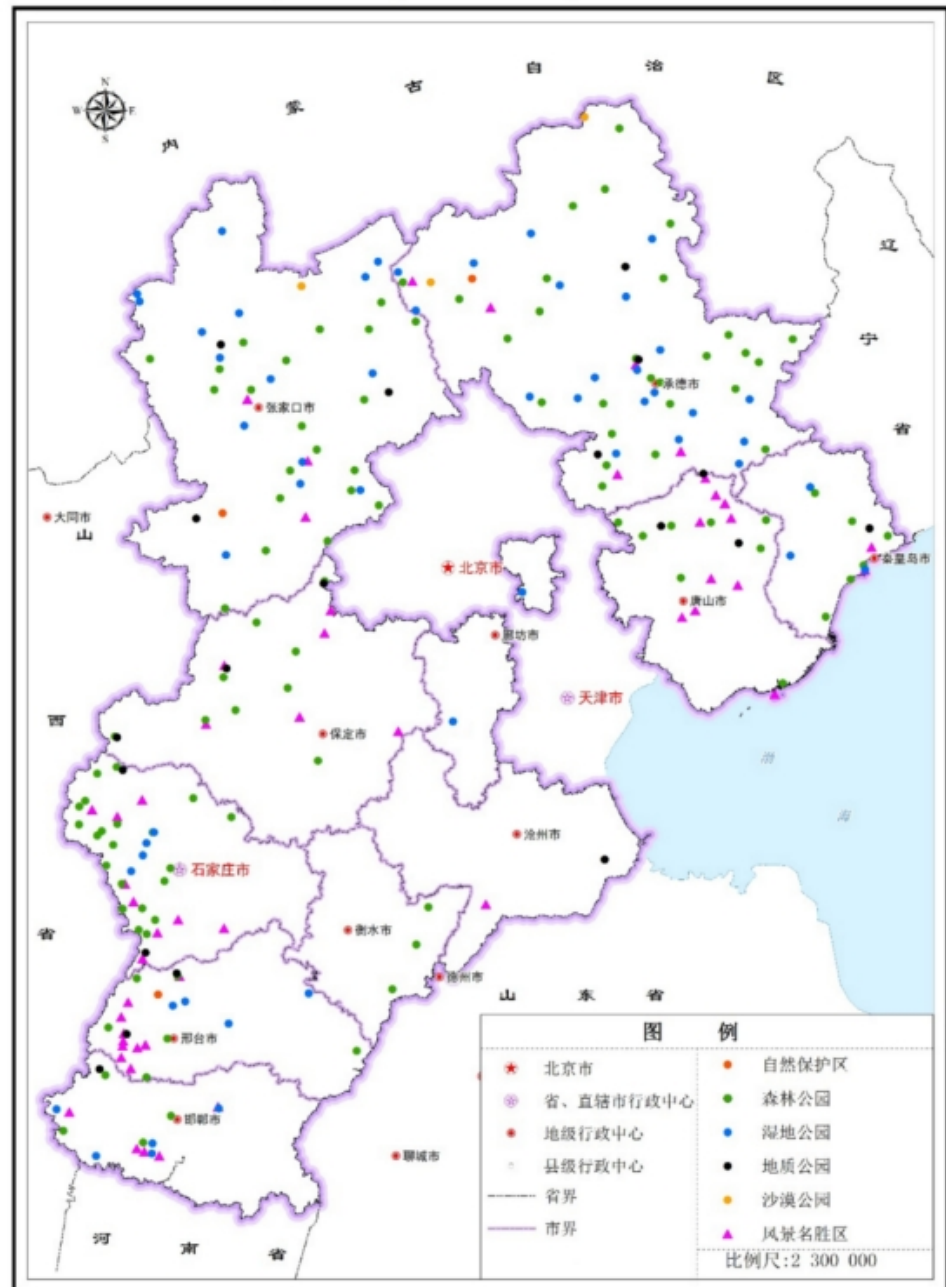 内 蒙 古 自 治 区
N
W E
S
辽
宁
省
承德市
张家口市
大同市
山
北京市
秦皇岛市
唐山市
廊坊市
天津市
西
保定市
渤
海
沧州市
石家庄市
省
衡水市
德州市
山 东 省
邢台市
邯郸市
聊城市
河 南 省
图 例
北京市
省、直辖市行政中心
地级行政中心
县级行政中心
省界
市界
自然保护区
森林公园
湿地公园
地质公园
沙漠公园
风景名胜区
比例尺:2 300 000